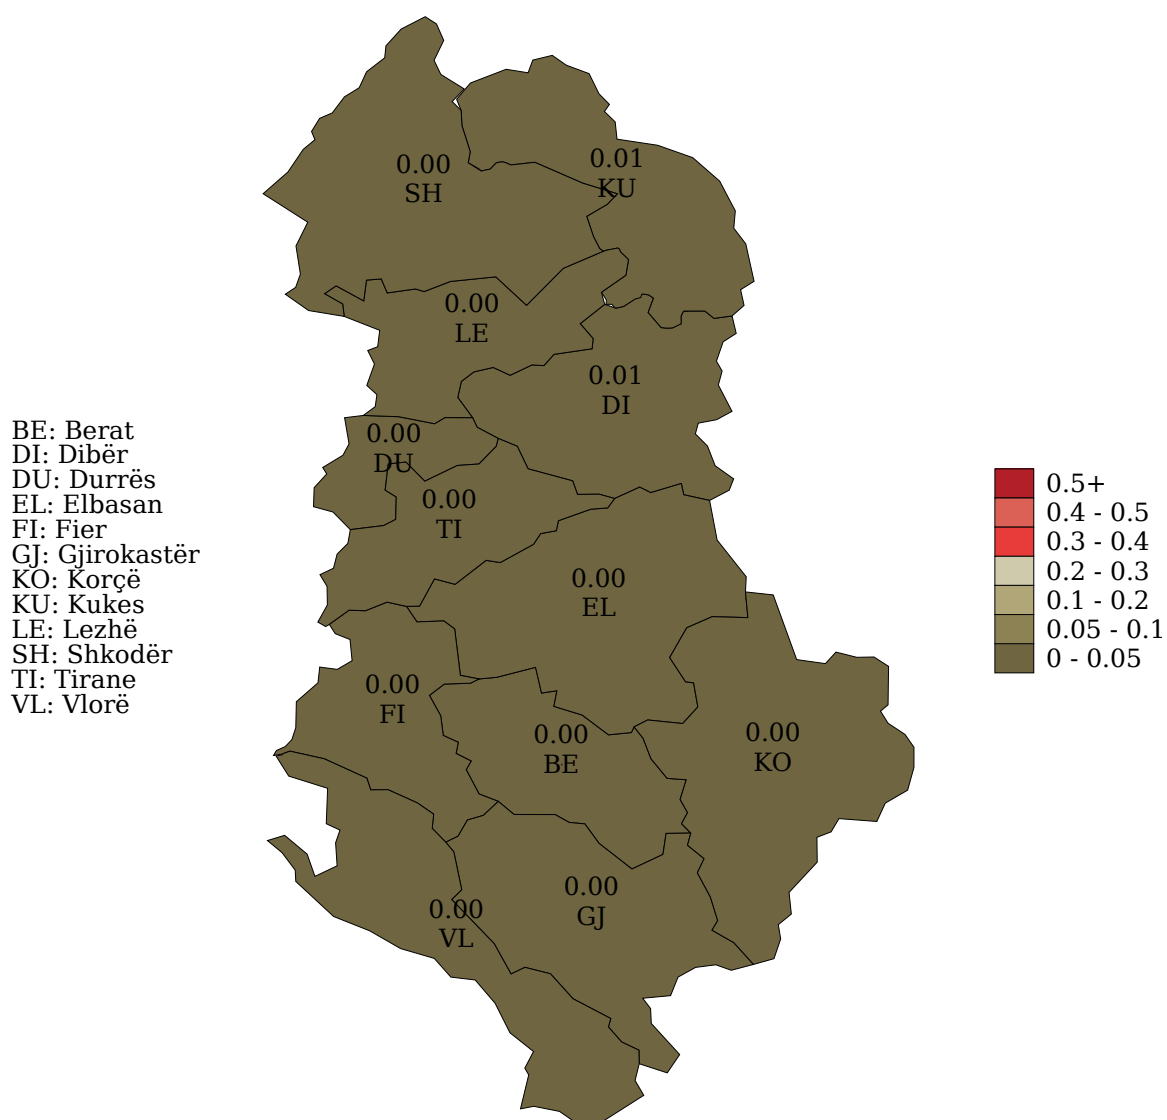 0.00
SH
0.01
KU
0.00
LE
0.01
DI
0.00
DU
0.00
TI
0.00
EL
0.00
FI
0.00
BE
0.00
KO
0.00
GJ
0.00
VL
BE: Berat
DI: Dibër
DU: Durrës
EL: Elbasan
FI: Fier
GJ: Gjirokastër
KO: Korçë
KU: Kukes
LE: Lezhë
SH: Shkodër
TI: Tirane
VL: Vlorë
0.5+
0.4 - 0.5
0.3 - 0.4
0.2 - 0.3
0.1 - 0.2
0.05 - 0.1
0 - 0.05